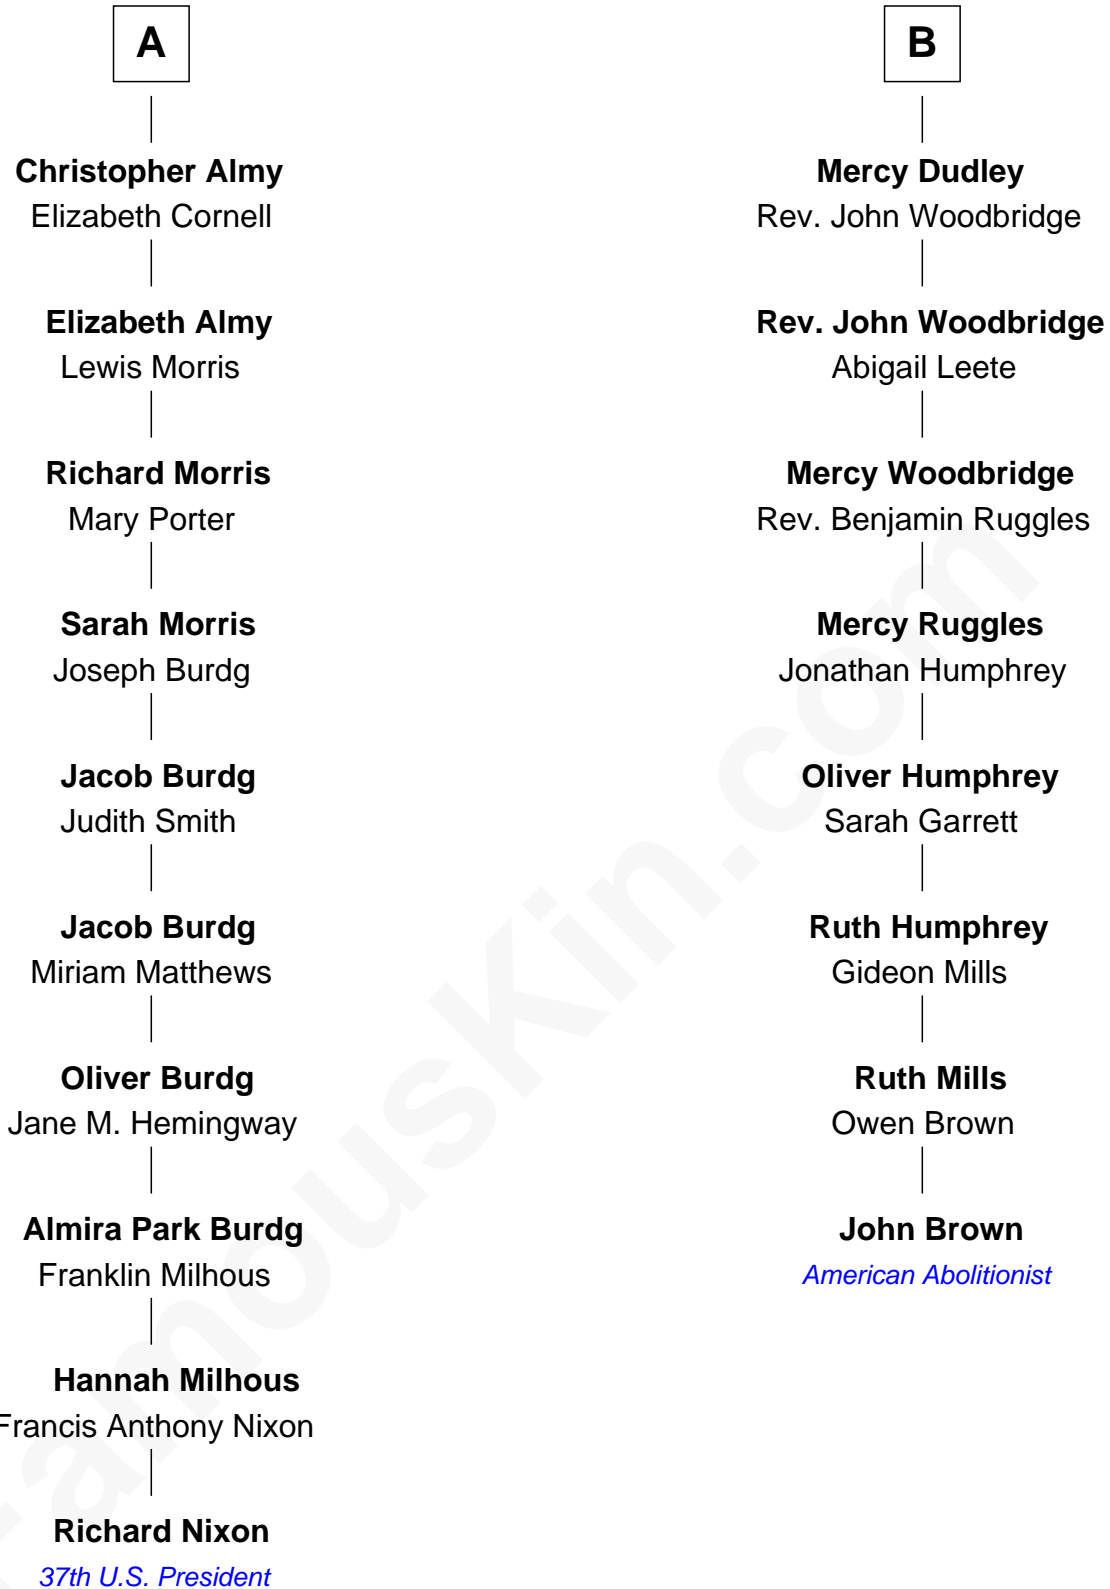 A
Christopher Almy
Elizabeth Cornell
Elizabeth Almy
Lewis Morris
Richard Morris
Mary Porter
Sarah Morris
Joseph Burdg
Jacob Burdg
Judith Smith
Jacob Burdg
Miriam Matthews
Oliver Burdg
Jane M. Hemingway
Almira Park Burdg
Franklin Milhous
Hannah Milhous
Francis Anthony Nixon
Richard Nixon
37th U.S. President
B
Mercy Dudley
Rev. John Woodbridge
Rev. John Woodbridge
Abigail Leete
Mercy Woodbridge
Rev. Benjamin Ruggles
Mercy Ruggles
Jonathan Humphrey
Oliver Humphrey
Sarah Garrett
Ruth Humphrey
Gideon Mills
Ruth Mills
Owen Brown
John Brown
American Abolitionist
FamousKin.com